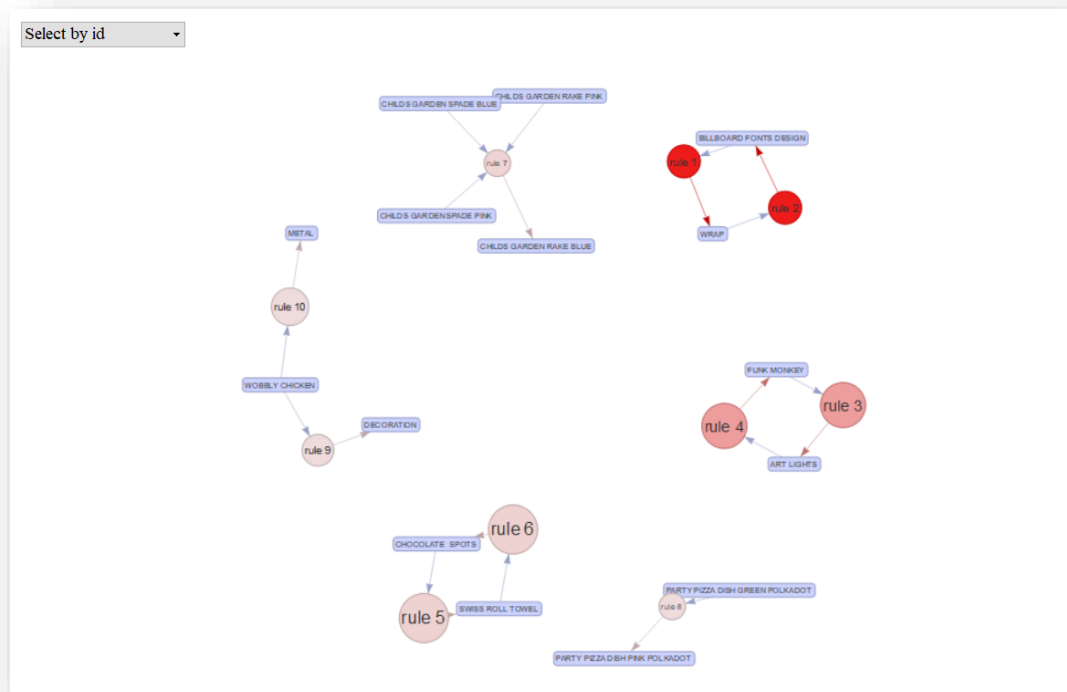 Select by id
CHILDS GARDEN RAKE PINK
CHILDS GARDEN SPADE BLUE
BILLBOARD FONTS DESIGN
rule 1
rule 7
rule 2
CHILDS GARDEN SPADE PINK
METAL
WRAP
CHILDS GARDEN RAKE BLUE
rule 10
FUNK MONKEY
WOBBLY CHICKEN
rule 3
DECORATION
rule 4
rule 9
ART LIGHTS
rule 6
CHOCOLATE SPOTS
PARTY PIZZA DISH GREEN POLKADOT
rule 8
SWISS ROLL TOWEL
rule 5
PARTY PIZZA DISH PINK POLKADOT